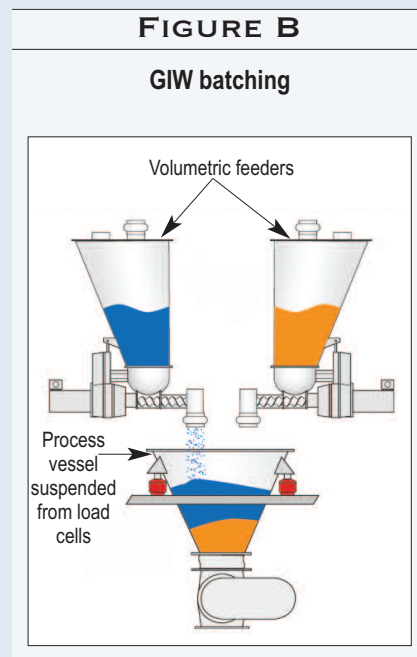 FIGURE B
GIW batching
Volumetric feeders
Process
vessel
suspended
from load
cells